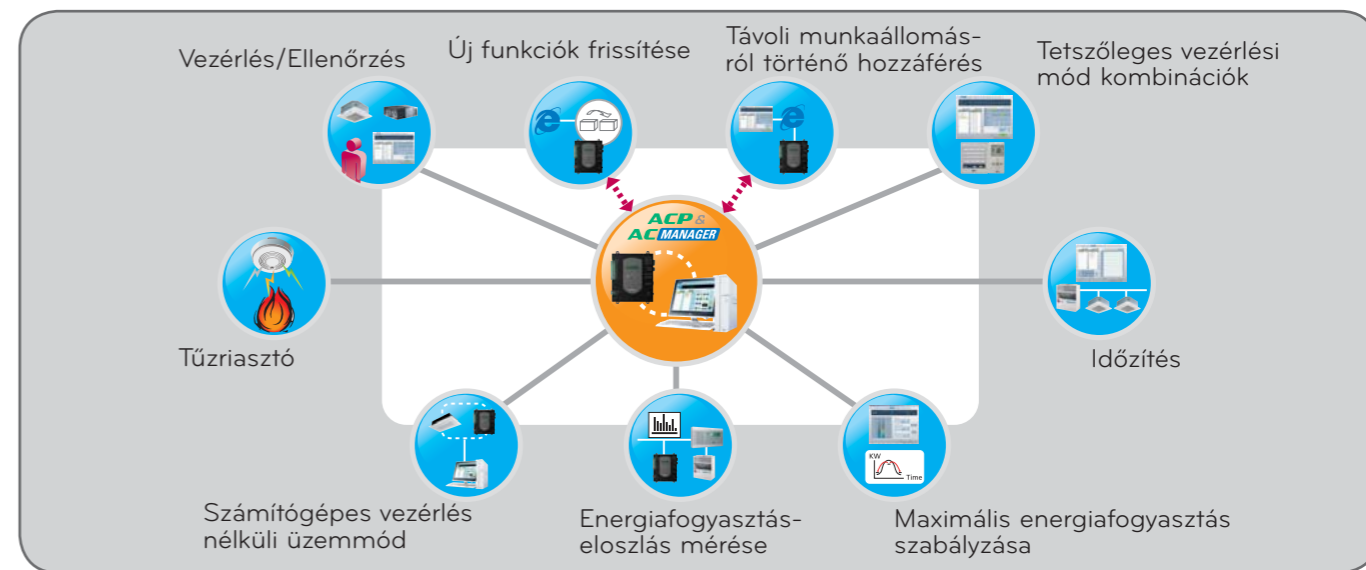 Vezérlés/Ellenőrzés
Új funkciók frissítése
Távoli munkaállomás-
ról történő hozzáférés
Tetszőleges vezérlési
mód kombinációk
ACP &
AC MANAGER
Tűzriasztó
Időzítés
KW
Time
Számítógépes vezérlés
nélküli üzemmód
Energiafogyasztás-
eloszlás mérése
Maximális energiafogyasztás
szabályzása